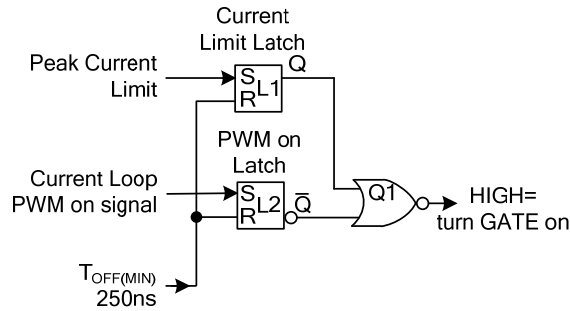 Current
Limit Latch
Peak Current
Limit
S
R
L1
Q
PWM on
Latch
Current Loop
PWM on signal
S
R
L2
Q̅
Q1
HIGH=
turn GATE on
TOFF(MIN)
250ns